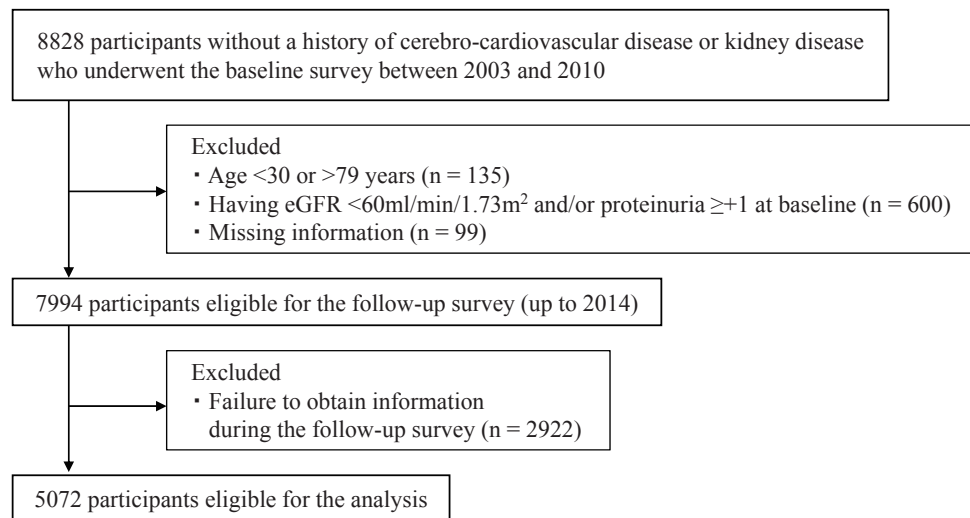 8828 participants without a history of cerebro-cardiovascular disease or kidney disease
who underwent the baseline survey between 2003 and 2010
Excluded
・Age <30 or >79 years (n = 135)
・Having eGFR <60ml/min/1.73m² and/or proteinuria ≥+1 at baseline (n = 600)
・Missing information (n = 99)
7994 participants eligible for the follow-up survey (up to 2014)
Excluded
・Failure to obtain information
during the follow-up survey (n = 2922)
5072 participants eligible for the analysis